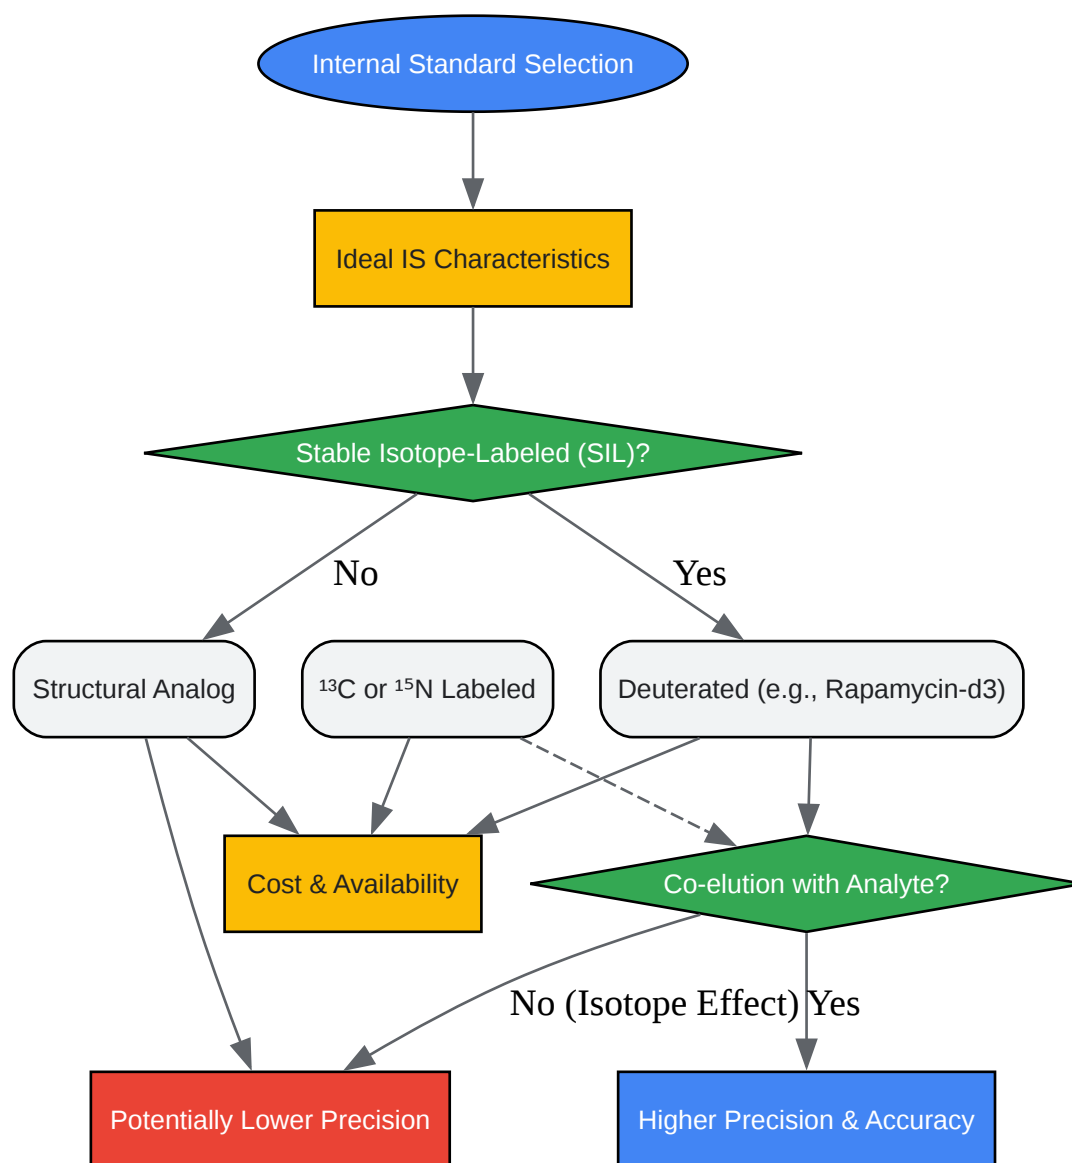 Internal Standard Selection
Ideal IS Characteristics
Stable Isotope-Labeled (SIL)?
No
Yes
Structural Analog
¹³C or ¹⁵N Labeled
Deuterated (e.g., Rapamycin-d3)
Cost & Availability
Co-elution with Analyte?
No (Isotope Effect)
Yes
Potentially Lower Precision
Higher Precision & Accuracy